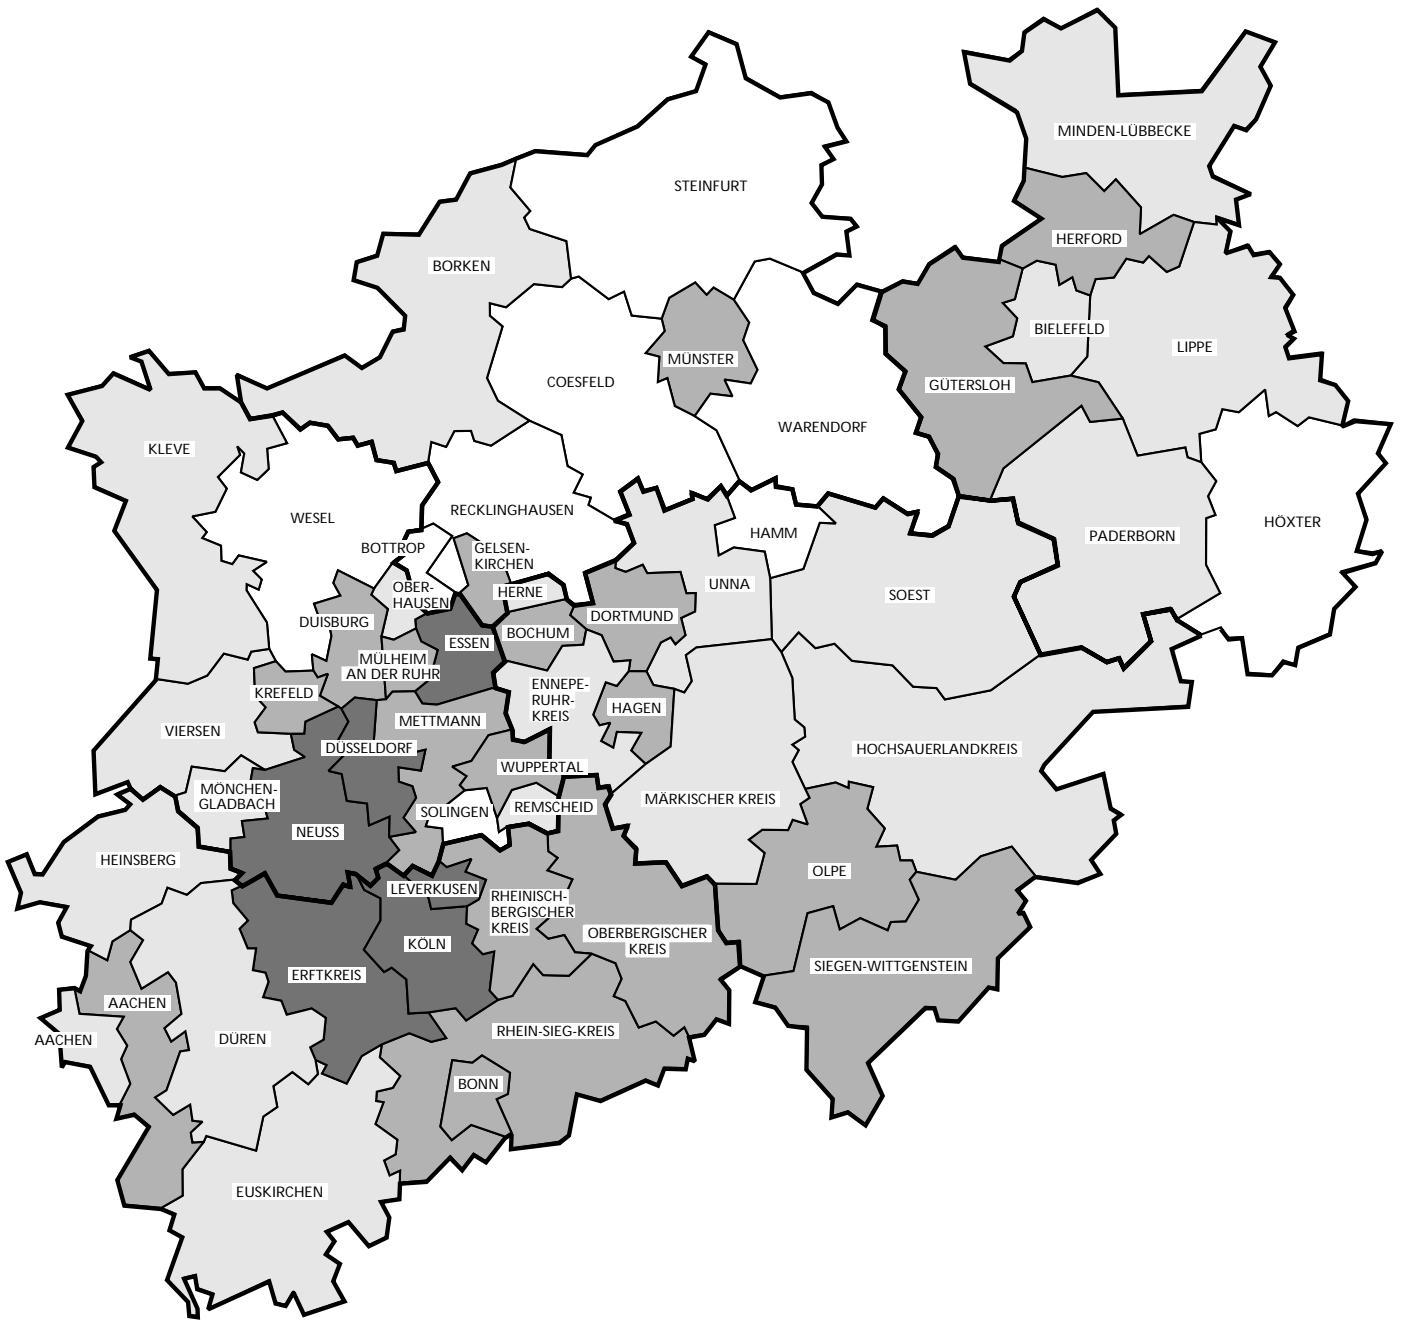 MINDEN-LÜBBECKE
STEINFURT
HERFORD
BORKEN
BIELEFELD
LIPPE
MÜNSTER
COESFELD
GÜTERSLOH
WARENDORF
KLEVE
RECKLINGHAUSEN
WESEL
HÖXTER
HAMM
PADERBORN
BOTTROP
GELSEN-
KIRCHEN
UNNA
OBER-
HAUSEN
HERNE
SOEST
DORTMUND
DUISBURG
BOCHUM
ESSEN
MÜLHEIM
AN DER RUHR
KREFELD
ENNEPE-
RUHR-
KREIS
HAGEN
METTMANN
VIERSEN
DÜSSELDORF
HOCHSAUERLANDKREIS
WUPPERTAL
MÖNCHEN-
GLADBACH
MÄRKISCHER KREIS
REMSCHEID
SOLINGEN
NEUSS
HEINSBERG
OLPE
LEVERKUSEN
RHEINISCH-
BERGISCHER
KREIS
OBERBERGISCHER
KREIS
KÖLN
SIEGEN-WITTGENSTEIN
ERFTKREIS
AACHEN
RHEIN-SIEG-KREIS
AACHEN
DÜREN
BONN
EUSKIRCHEN